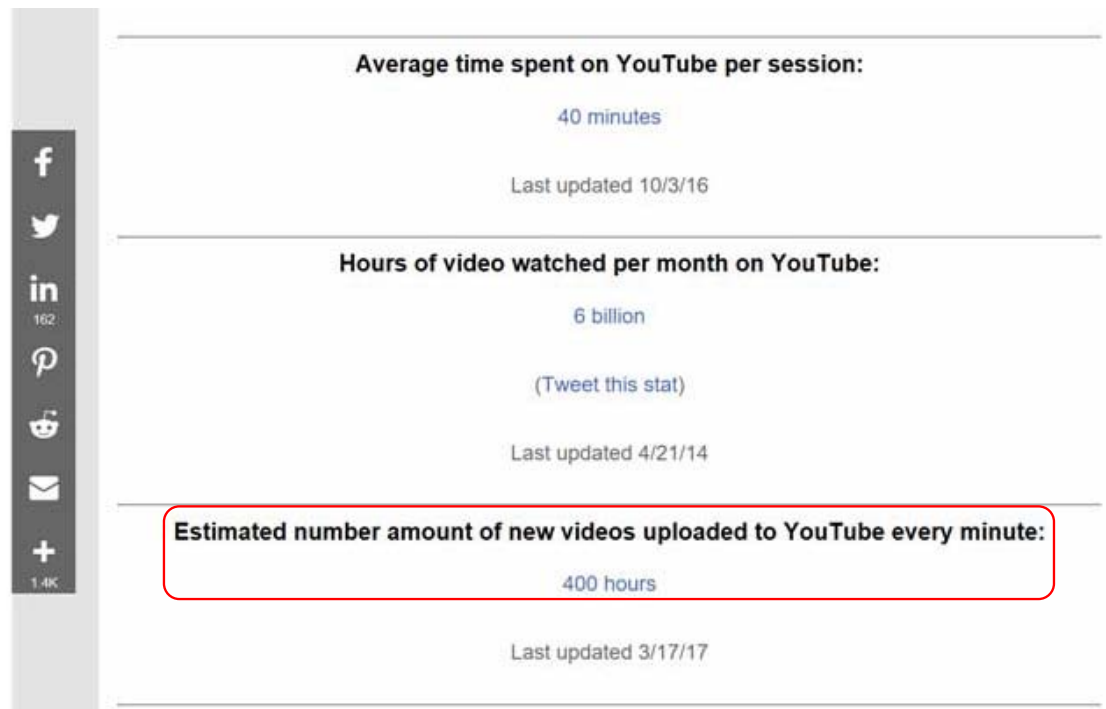 Average time spent on YouTube per session:
40 minutes
Last updated 10/3/16
Hours of video watched per month on YouTube:
6 billion
(Tweet this stat)
Last updated 4/21/14
Estimated number amount of new videos uploaded to YouTube every minute:
400 hours
Last updated 3/17/17
f
in
162
1.4K